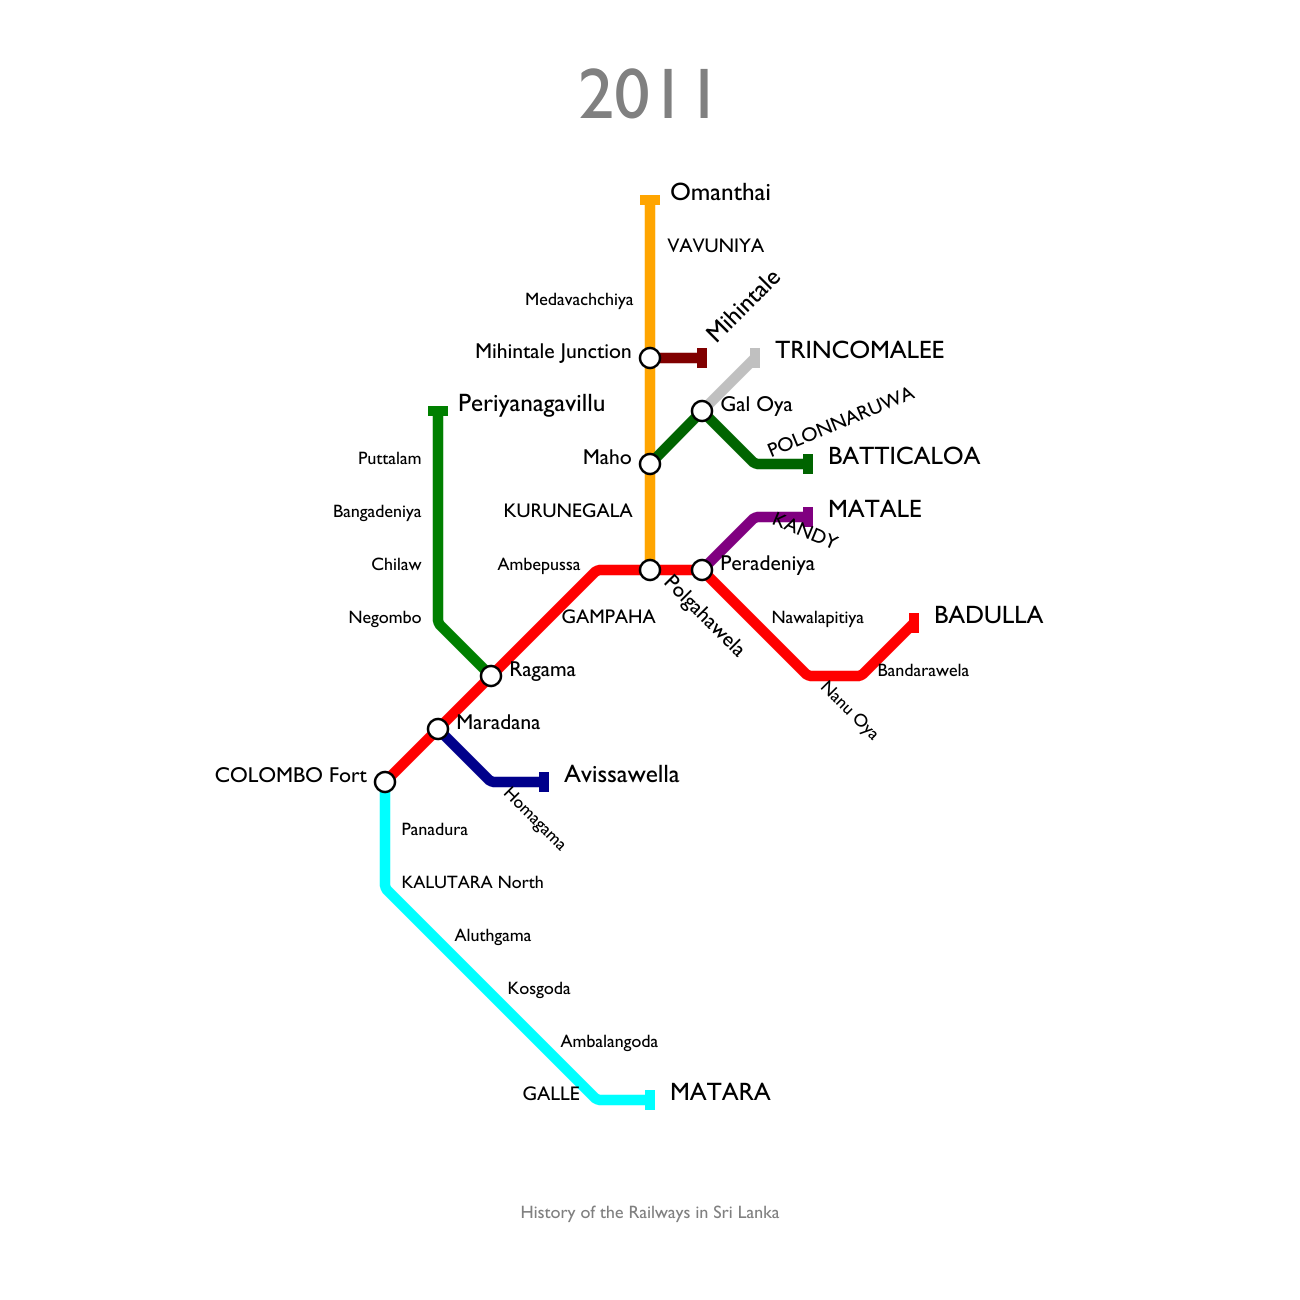 2011
Omanthai
VAVUNIYA
Mihintale
Medavachchiya
Mihintale Junction
TRINCOMALEE
Periyanagavillu
Gal Oya
POLONNARUWA
Puttalam
Maho
BATTICALOA
Bangadeniya
KURUNEGALA
MATALE
KANDY
Chilaw
Ambepussa
Peradeniya
Polgahawela
Negombo
GAMPAHA
Nawalapitiya
BADULLA
Ragama
Bandarawela
Nanu Oya
Maradana
COLOMBO Fort
Avissawella
Homagama
Panadura
KALUTARA North
Aluthgama
Kosgoda
Ambalangoda
GALLE
MATARA
History of the Railways in Sri Lanka